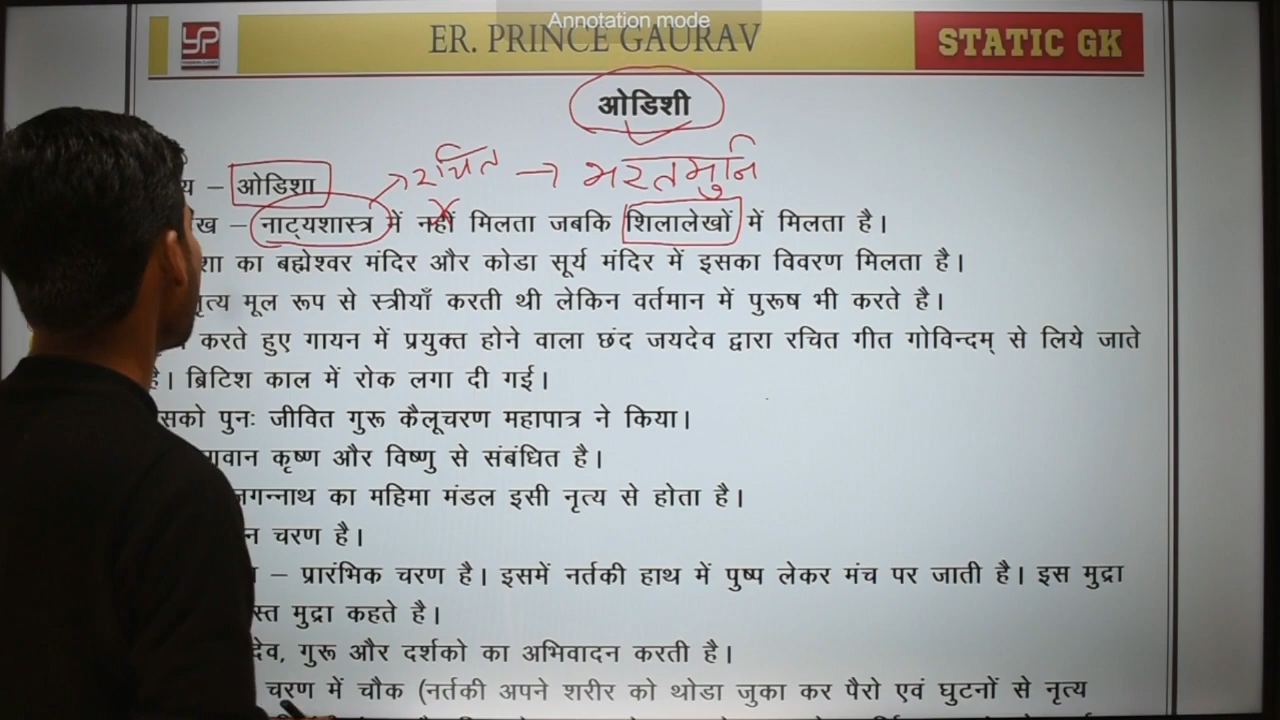 Annotation mode
YP ER. PRINCE GAURAV STATIC GK
ओडिशी
रचित → भरतमुनि
य – ओडिशा
ख – नाट्यशास्त्र में नहीं मिलता जबकि शिलालेखों में मिलता है।
शा का बह्मेश्वर मंदिर और कोडा सूर्य मंदिर में इसका विवरण मिलता है।
नृत्य मूल रूप से स्त्रीयाँ करती थी लेकिन वर्तमान में पुरूष भी करते है।
करते हुए गायन में प्रयुक्त होने वाला छंद जयदेव द्वारा रचित गीत गोविन्दम् से लिये जाते
है। ब्रिटिश काल में रोक लगा दी गई।
सको पुनः जीवित गुरू कैलूचरण महापात्र ने किया।
गवान कृष्ण और विष्णु से संबंधित है।
जगन्नाथ का महिमा मंडल इसी नृत्य से होता है।
न चरण है।
– प्रारंभिक चरण है। इसमें नर्तकी हाथ में पुष्प लेकर मंच पर जाती है। इस मुद्रा
स्त मुद्रा कहते है।
देव, गुरू और दर्शको का अभिवादन करती है।
चरण में चौक (नर्तकी अपने शरीर को थोडा जुका कर पैरो एवं घुटनों से नृत्य